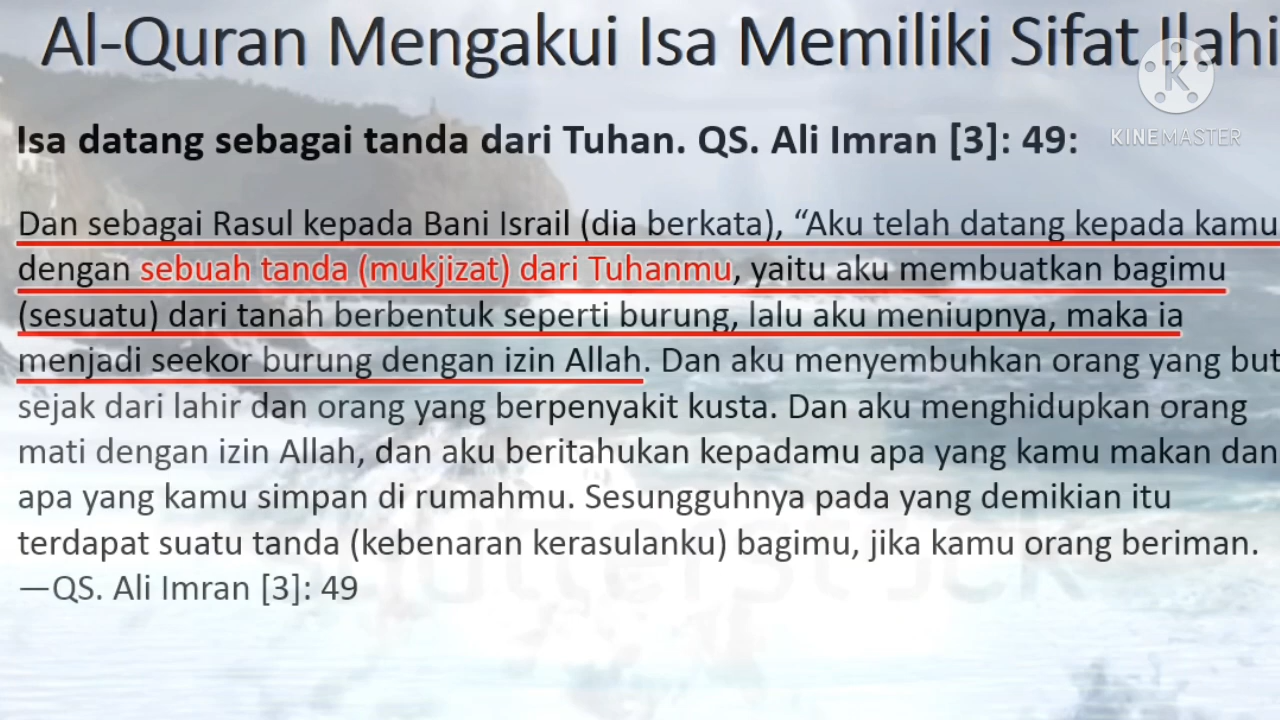 Al-Quran Mengakui Isa Memiliki Sifat Ilahi
KINEMASTER
Isa datang sebagai tanda dari Tuhan. QS. Ali Imran [3]: 49:
Dan sebagai Rasul kepada Bani Israil (dia berkata), “Aku telah datang kepada kamu
dengan sebuah tanda (mukjizat) dari Tuhanmu, yaitu aku membuatkan bagimu
(sesuatu) dari tanah berbentuk seperti burung, lalu aku meniupnya, maka ia
menjadi seekor burung dengan izin Allah. Dan aku menyembuhkan orang yang but
sejak dari lahir dan orang yang berpenyakit kusta. Dan aku menghidupkan orang
mati dengan izin Allah, dan aku beritahukan kepadamu apa yang kamu makan dan
apa yang kamu simpan di rumahmu. Sesungguhnya pada yang demikian itu
terdapat suatu tanda (kebenaran kerasulanku) bagimu, jika kamu orang beriman.
—QS. Ali Imran [3]: 49